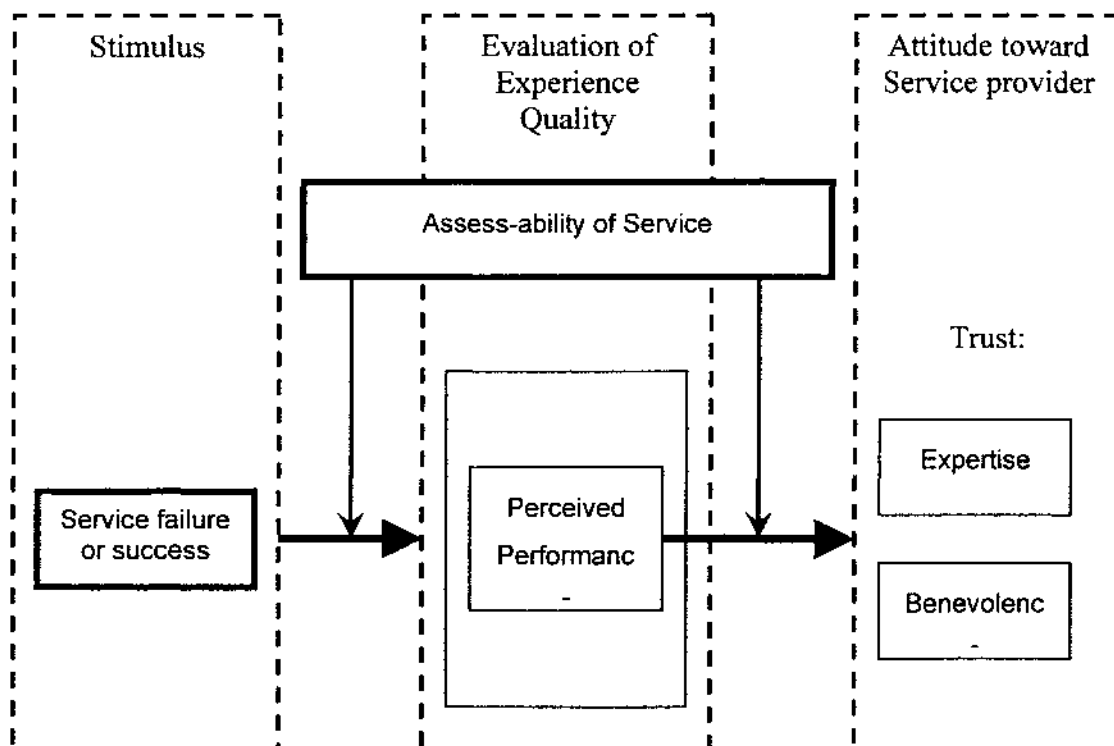 Stimulus
Evaluation of
Experience
Quality
Attitude toward
Service provider
Assess-ability of Service
Trust:
Expertise
Service failure
or success
Perceived
Performanc
Benevolenc